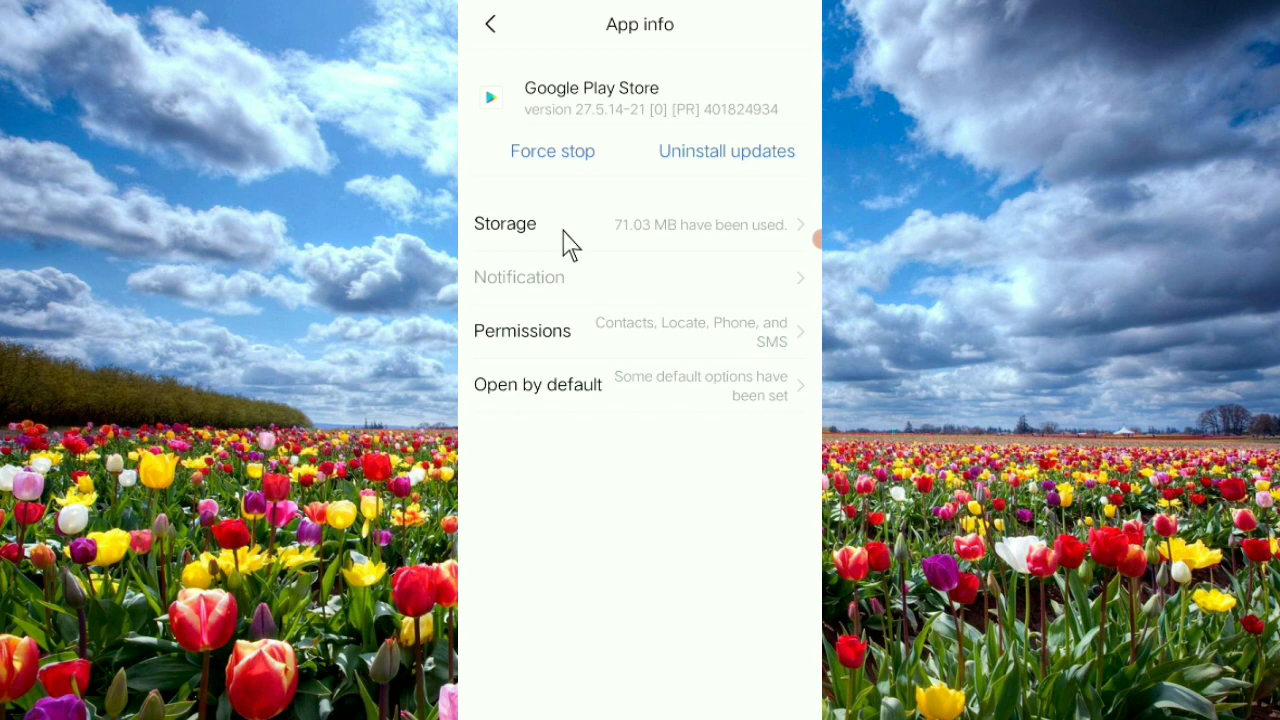 App info
Google Play Store
version 27.5.14-21 [0] [PR] 401824934
Force stop
Uninstall updates
Storage
71.03 MB have been used.
Notification
Permissions
Contacts, Locate, Phone, and
SMS
Open by default
Some default options have
been set